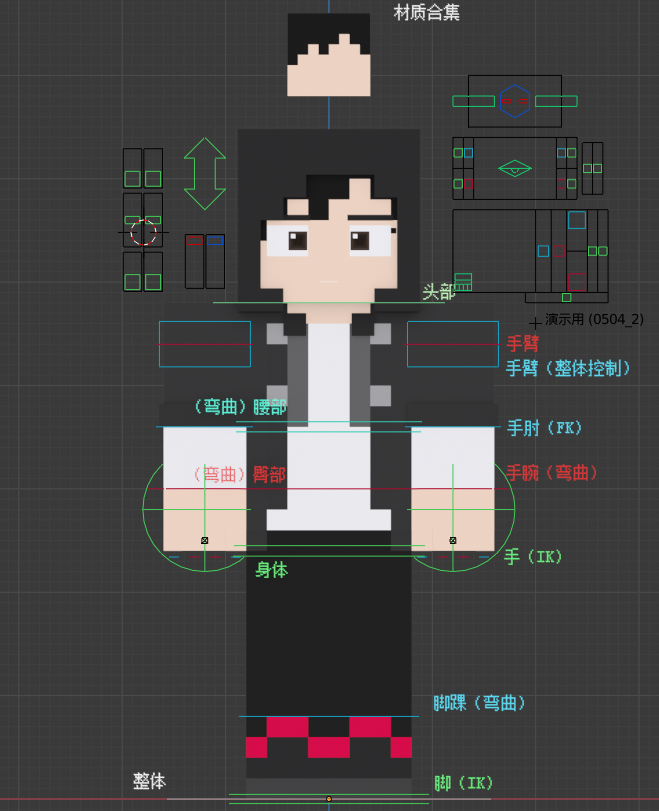 材质合集
头部
演示用 (0504_2)
手臂
手臂（整体控制）
（弯曲）腰部
手肘（FK）
（弯曲）臀部
手腕（弯曲）
手（IK）
身体
脚踝（弯曲）
整体
脚（IK）